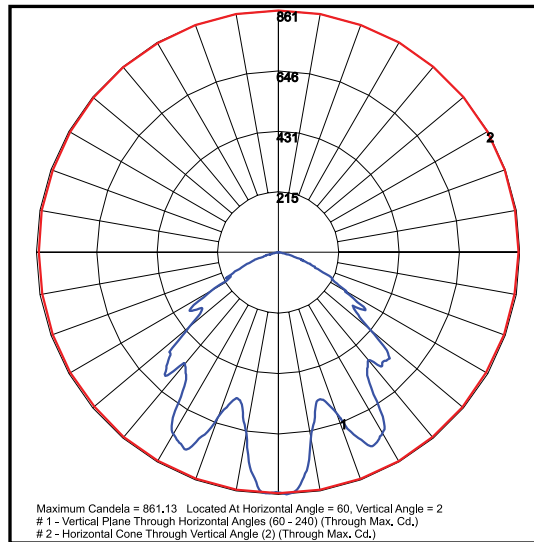 861
646
431
2
215
1
Maximum Candela = 861.13 Located At Horizontal Angle = 60, Vertical Angle = 2
# 1 - Vertical Plane Through Horizontal Angles (60 - 240) (Through Max. Cd.)
# 2 - Horizontal Cone Through Vertical Angle (2) (Through Max. Cd.)